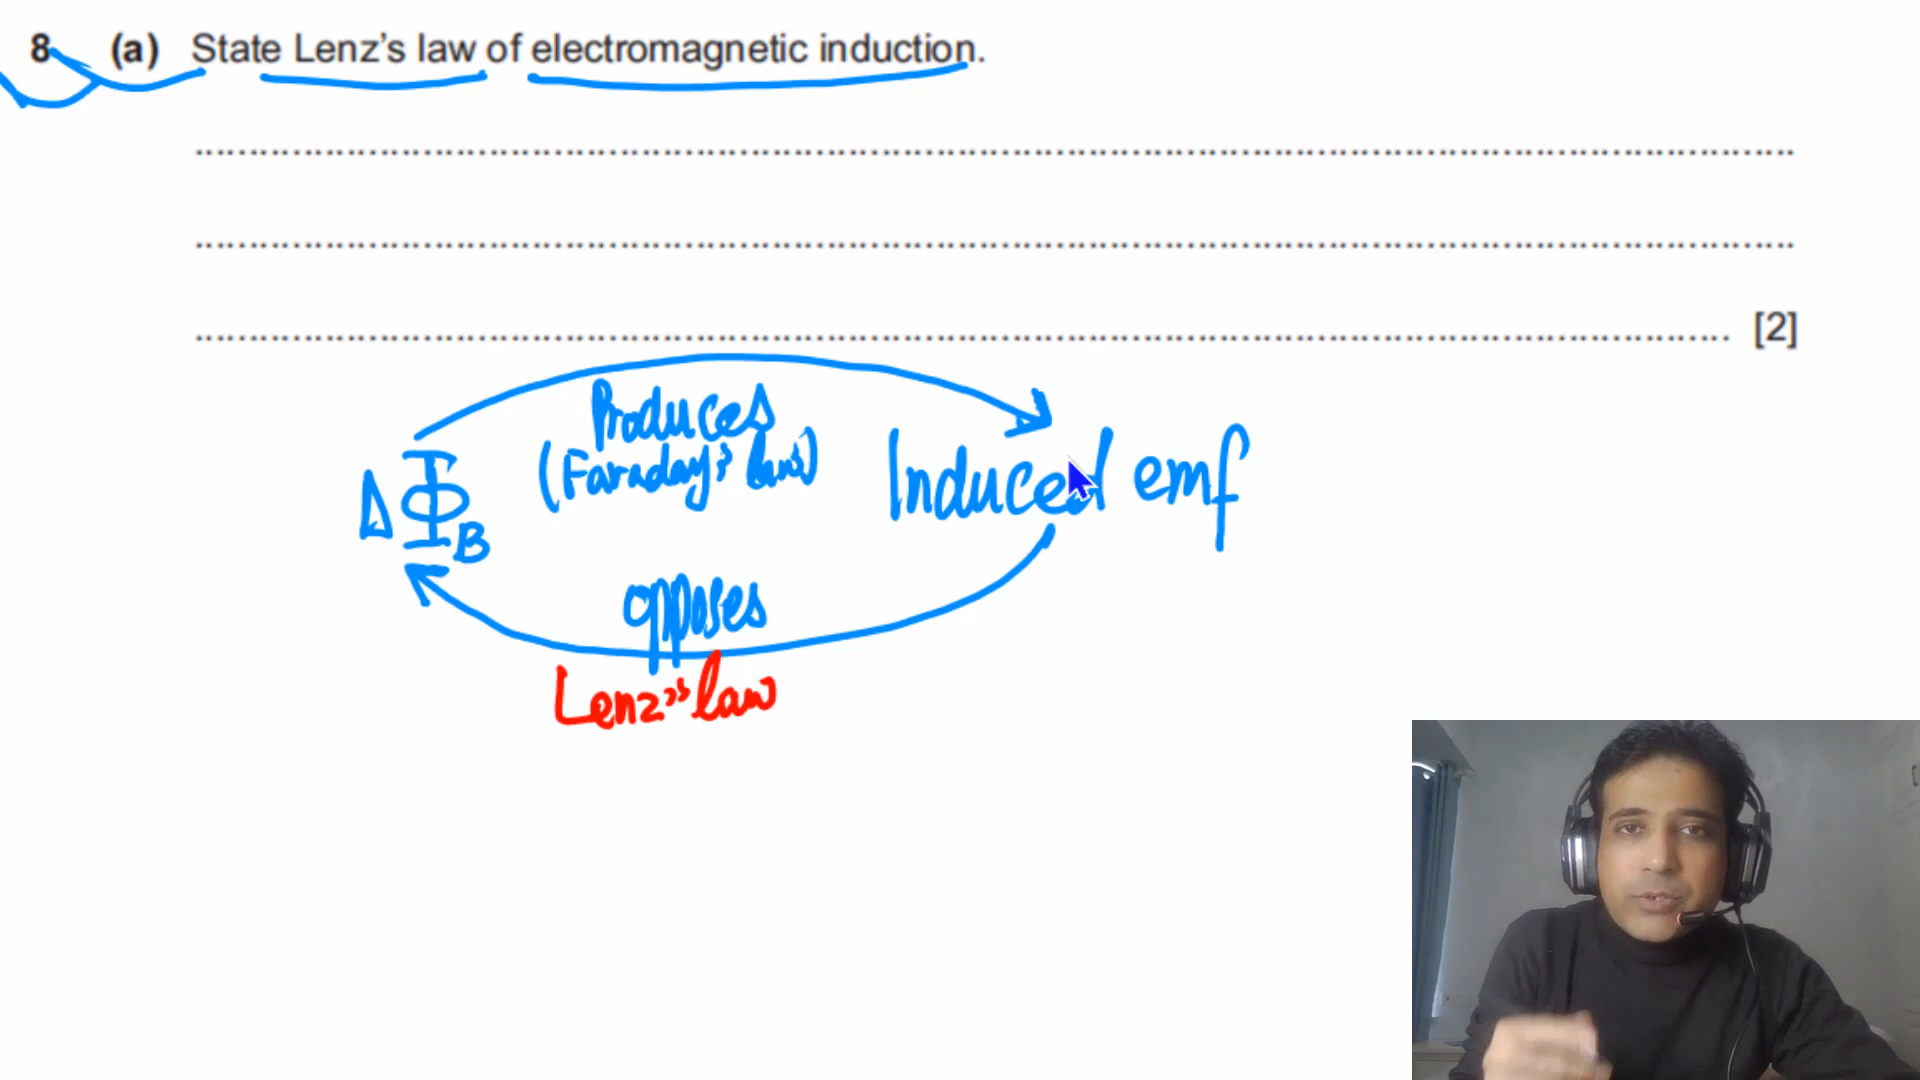 8 (a) State Lenz's law of electromagnetic induction.
[2]
Produces
(Faraday's law)
ΔΦB
Induced emf
opposes
Lenz's law